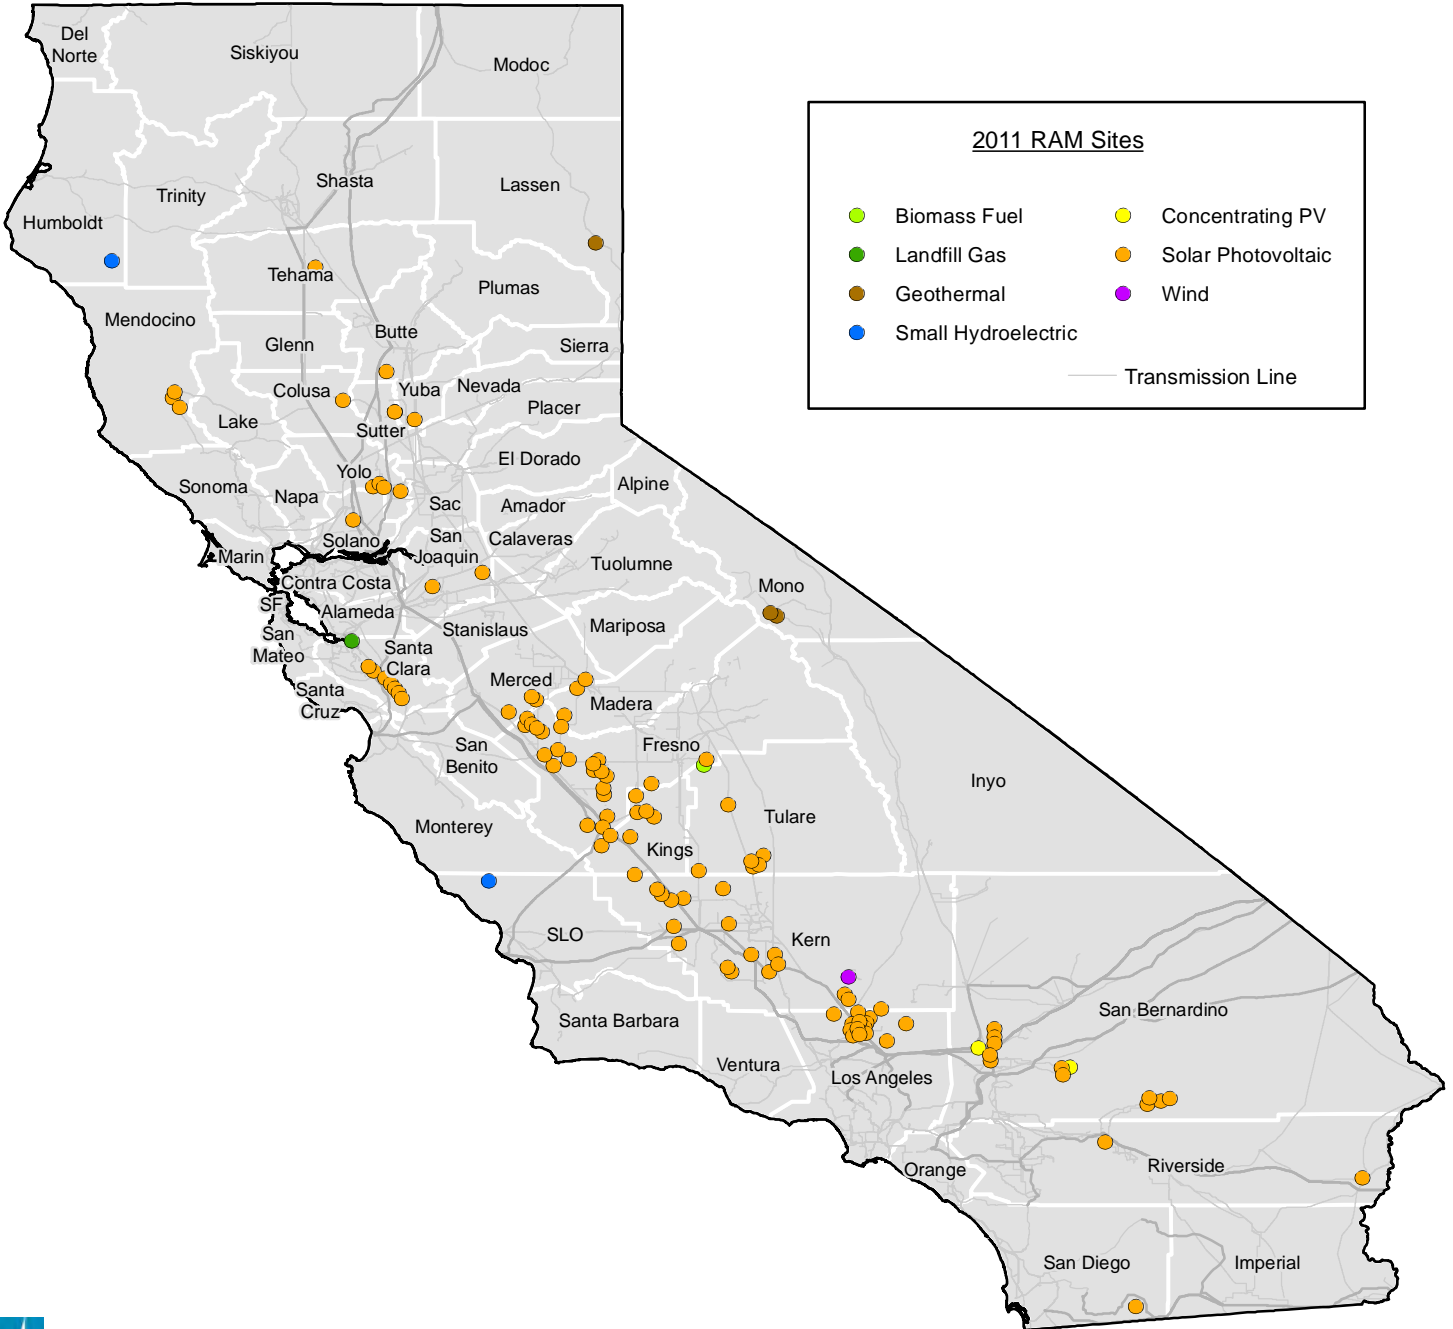 Del
Norte
Siskiyou
Modoc
2011 RAM Sites
Biomass Fuel
Concentrating PV
Landfill Gas
Solar Photovoltaic
Geothermal
Wind
Small Hydroelectric
Transmission Line
Shasta
Lassen
Trinity
Humboldt
Tehama
Plumas
Mendocino
Butte
Glenn
Sierra
Colusa
Yuba
Nevada
Placer
Lake
Sutter
El Dorado
Yolo
Alpine
Sonoma
Napa
Sac
Amador
Solano
San
Joaquin
Calaveras
Marin
Tuolumne
Contra Costa
Mono
SF
Alameda
San
Mateo
Stanislaus
Mariposa
Santa
Clara
Merced
Santa
Cruz
Madera
San
Benito
Fresno
Inyo
Monterey
Tulare
Kings
SLO
Kern
Santa Barbara
San Bernardino
Ventura
Los Angeles
Orange
Riverside
San Diego
Imperial